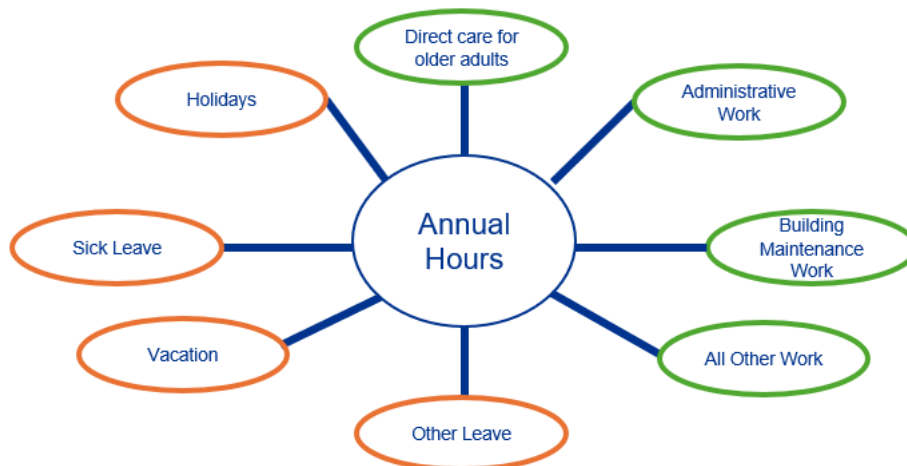 Direct care for
older adults
Holidays
Administrative
Work
Annual
Hours
Sick Leave
Building
Maintenance
Work
Vacation
All Other Work
Other Leave